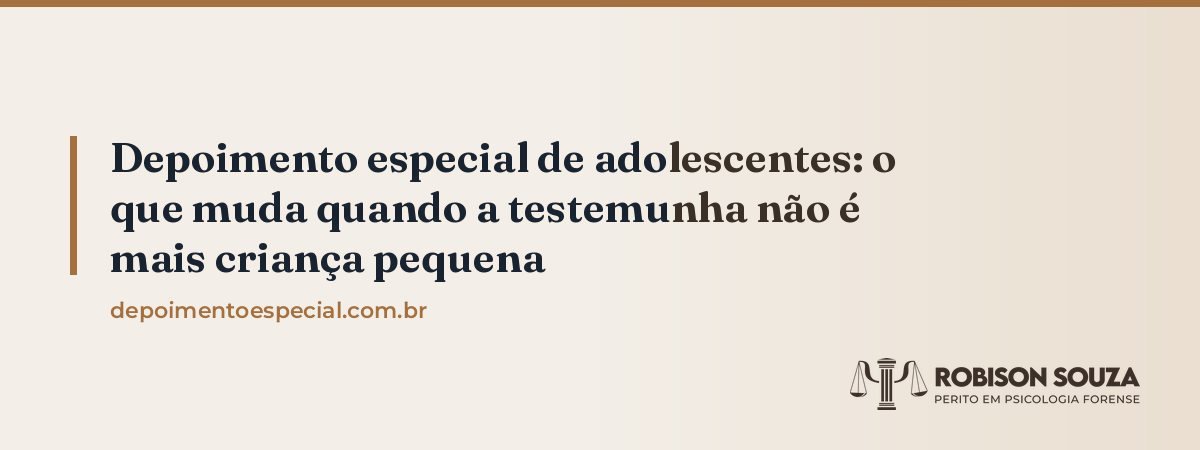 Depoimento especial de adolescentes: o
que muda quando a testemunha não é
mais criança pequena
depoimentoespecial.com.br
ROBISON SOUZA
PERITO EM PSICOLOGIA FORENSE